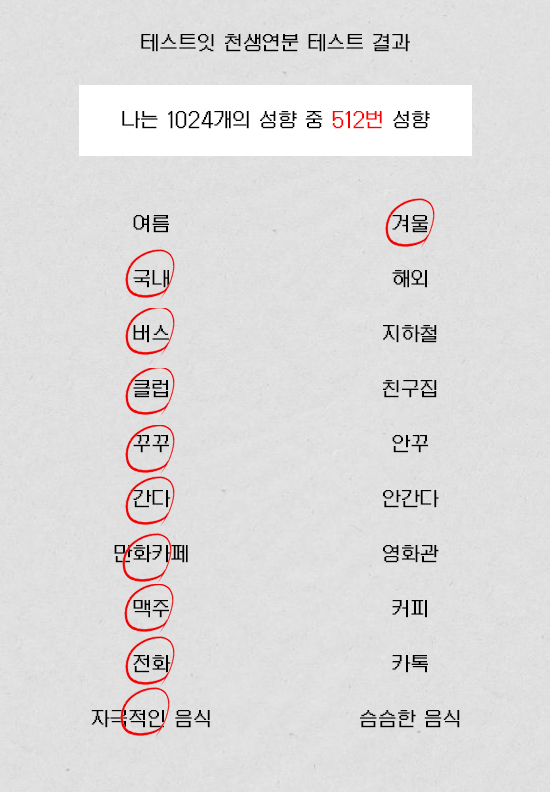 테스트잇 천생연분 테스트 결과
나는 1024개의 성향 중 512번 성향
여름 겨울
국내 해외
버스 지하철
클럽 친구집
꾸꾸 안꾸
간다 안간다
만화카페 영화관
맥주 커피
전화 카톡
자극적인 음식 슴슴한 음식